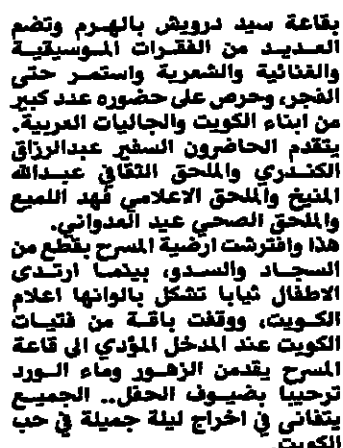 بقاعة سيد درويش بالهرم وتضم
العديد من الفقرات الموسيقية
والغنائية والشعرية واستمر حتى
الفجر، وحرص على حضوره عدد كبير
من ابناء الكويت والجاليات العربية.
يتقدم الحاضرون السفير عبدالرزاق
الكندري والملحق الثقافي عبدالله
المنيخ والملحق الاعلامي فهد اللميع
والملحق الصحي عيد العدواني.
هذا وافترشت ارضية المسرح بقطع من
السجاد والسدو، بينما ارتدى
الاطفال ثيابا تشكل بالوانها اعلام
الكويت، ووقفت باقة من فتيات
الكويت عند المدخل المؤدي الى قاعة
المسرح يقدمن الزهور وماء الورد
ترحيبا بضيوف الحفل.. الجميع
يتفانى في اخراج ليلة جميلة في حب
الكويت.